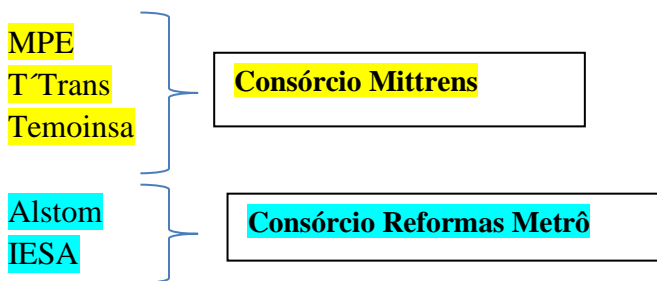 MPE
T´Trans
Temoinsa
Consórcio Mittrens
Alstom
IESA
Consórcio Reformas Metrô